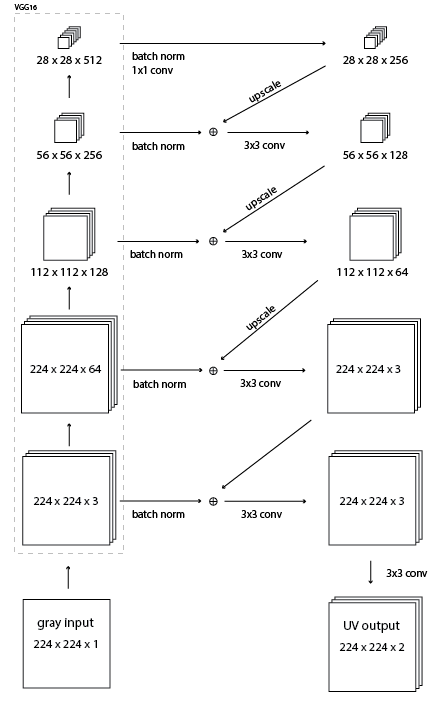 VGG16
28 x 28 x 512
batch norm
1x1 conv
28 x 28 x 256
upscale
56 x 56 x 256
batch norm
⊕
3x3 conv
56 x 56 x 128
upscale
112 x 112 x 128
batch norm
⊕
3x3 conv
112 x 112 x 64
upscale
224 x 224 x 64
batch norm
⊕
3x3 conv
224 x 224 x 3
224 x 224 x 3
batch norm
⊕
3x3 conv
224 x 224 x 3
3x3 conv
gray input
224 x 224 x 1
UV output
224 x 224 x 2